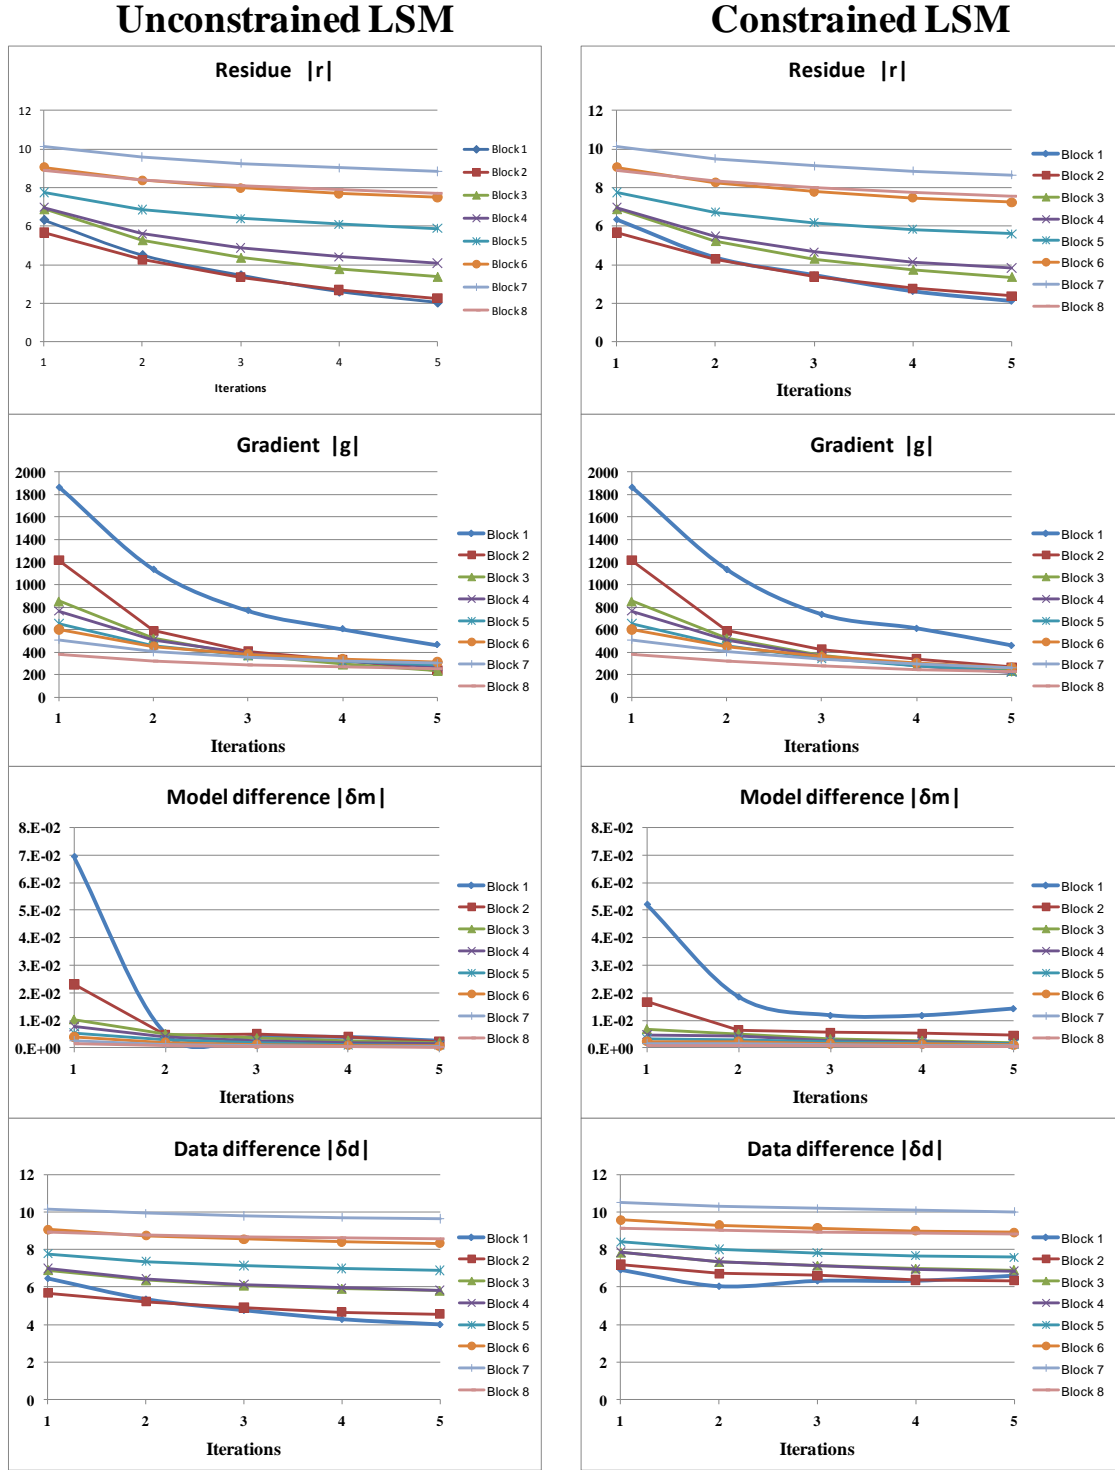 Unconstrained LSM
Constrained LSM
Residue |r|
12
10
8
6
4
2
0
1 2 3 4 5
Iterations
Block 1
Block 2
Block 3
Block 4
Block 5
Block 6
Block 7
Block 8
Residue |r|
12
10
8
6
4
2
0
1 2 3 4 5
Iterations
Block 1
Block 2
Block 3
Block 4
Block 5
Block 6
Block 7
Block 8
Gradient |g|
2000
1800
1600
1400
1200
1000
800
600
400
200
0
1 2 3 4 5
Iterations
Block 1
Block 2
Block 3
Block 4
Block 5
Block 6
Block 7
Block 8
Gradient |g|
2000
1800
1600
1400
1200
1000
800
600
400
200
0
1 2 3 4 5
Iterations
Block 1
Block 2
Block 3
Block 4
Block 5
Block 6
Block 7
Block 8
Model difference |δm|
8.E-02
7.E-02
6.E-02
5.E-02
4.E-02
3.E-02
2.E-02
1.E-02
0.E+00
1 2 3 4 5
Iterations
Block 1
Block 2
Block 3
Block 4
Block 5
Block 6
Block 7
Block 8
Model difference |δm|
8.E-02
7.E-02
6.E-02
5.E-02
4.E-02
3.E-02
2.E-02
1.E-02
0.E+00
1 2 3 4 5
Iterations
Block 1
Block 2
Block 3
Block 4
Block 5
Block 6
Block 7
Block 8
Data difference |δd|
12
10
8
6
4
2
0
1 2 3 4 5
Iterations
Block 1
Block 2
Block 3
Block 4
Block 5
Block 6
Block 7
Block 8
Data difference |δd|
12
10
8
6
4
2
0
1 2 3 4 5
Iterations
Block 1
Block 2
Block 3
Block 4
Block 5
Block 6
Block 7
Block 8